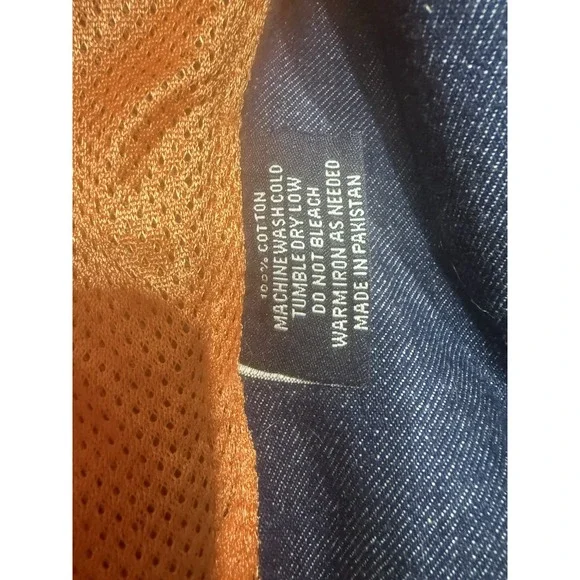 100% COTTON
MACHINE WASH COLD
TUMBLE DRY LOW
DO NOT BLEACH
WARM IRON AS NEEDED
MADE IN PAKISTAN